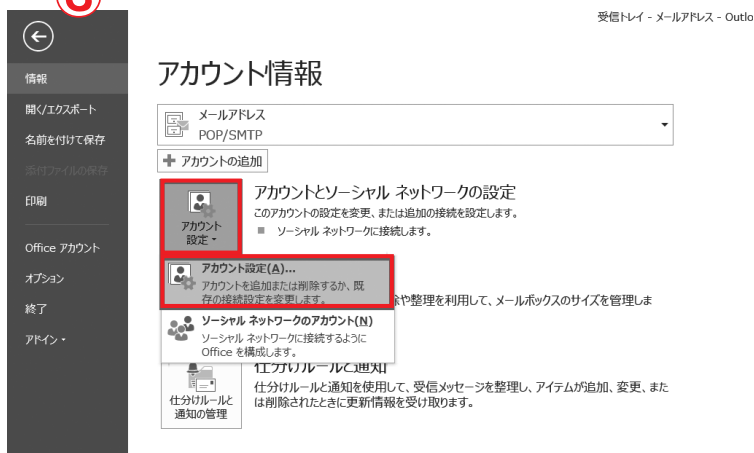 受信トレイ - メールアドレス - Outlo
情報
開く/エクスポート
名前を付けて保存
添付ファイルの保存
印刷
Office アカウント
オプション
終了
アドイン
アカウント情報
メールアドレス
POP/SMTP
アカウントの追加
アカウント
設定
アカウントとソーシャル ネットワークの設定
このアカウントの設定を変更、または追加の接続を設定します。
ソーシャル ネットワークに接続します。
アカウント設定(A)...
アカウントを追加または削除するか、既
存の接続設定を変更します。
や整理を利用して、メールボックスのサイズを管理しま
ソーシャル ネットワークのアカウント(N)
ソーシャル ネットワークに接続するように
Office を構成します。
仕分けルールと通知
仕分けルールと
通知の管理
仕分けルールと通知を使用して、受信メッセージを整理し、アイテムが追加、変更、また
は削除されたときに更新情報を受け取ります。